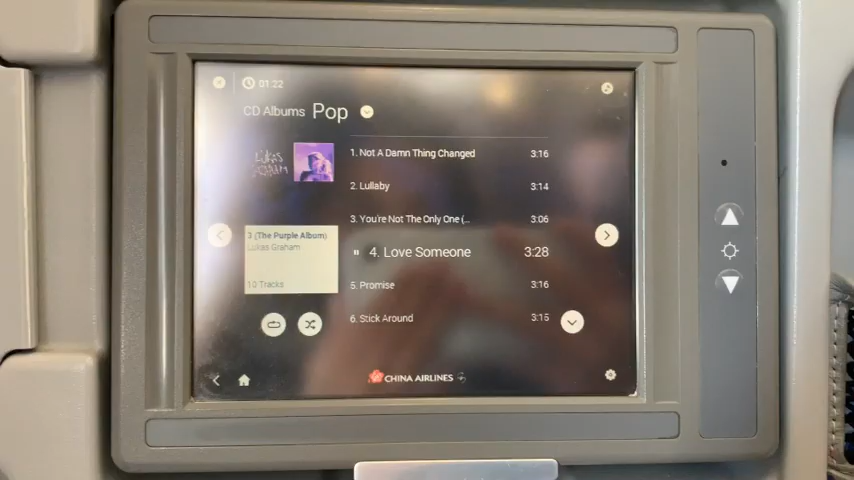 01:22
CD Albums Pop
LUKAS GRAHAM
1. Not A Damn Thing Changed 3:16
2. Lullaby 3:14
3. You're Not The Only One (... 3:06
4. Love Someone 3:28
5. Promise 3:16
6. Stick Around 3:15
3 (The Purple Album)
Lukas Graham
10 Tracks
CHINA AIRLINES